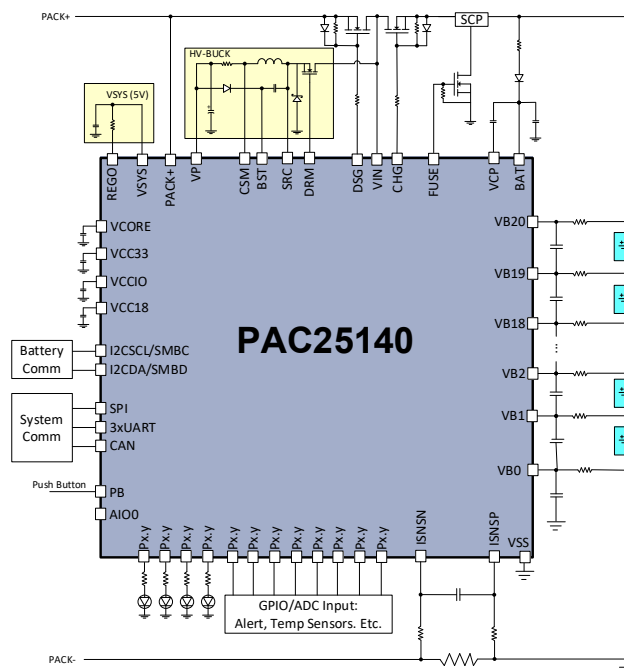 PACK+
SCP
HV-BUCK
VSYS (5V)
REGO
VSYS
PACK+
VP
CSM
BST
SRC
DRM
DSG
VIN
CHG
FUSE
VCP
BAT
VCORE
VCC33
VCCIO
VCC18
VB20
VB19
VB18
VB2
VB1
VB0
PAC25140
Battery
Comm
I2CSCL/SMBC
I2CDA/SMBD
System
Comm
SPI
3xUART
CAN
Push Button
PB
AIO0
Px.y
Px.y
Px.y
Px.y
Px.y
Px.y
Px.y
Px.y
Px.y
Px.y
Px.y
Px.y
ISNSN
ISNSP
VSS
GPIO/ADC Input:
Alert, Temp Sensors. Etc.
PACK-